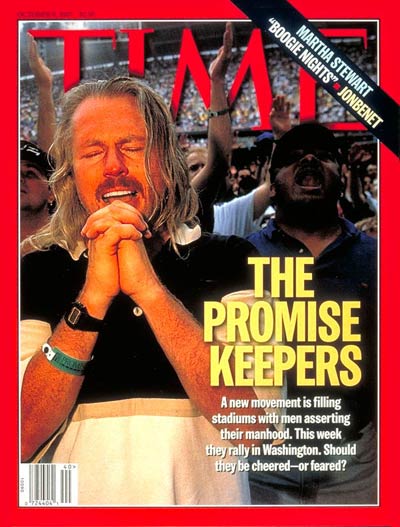 MARTHA STEWART
"BOOGIE NIGHTS" • JONBENET
TIME
THE
PROMISE
KEEPERS
A new movement is filling
stadiums with men asserting
their manhood. This week
they rally in Washington. Should
they be cheered—or feared?
40>